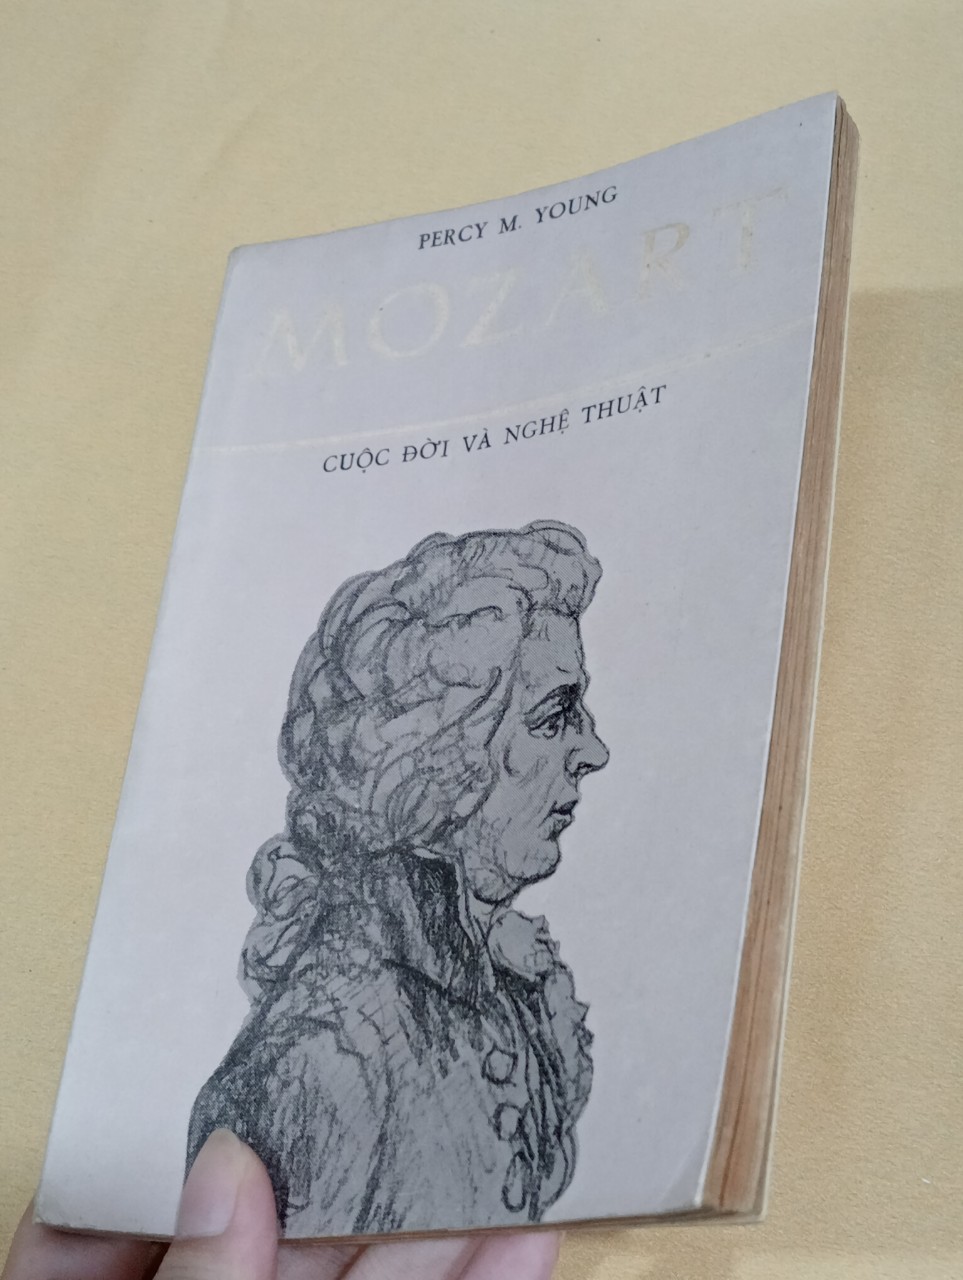 PERCY M. YOUNG
MOZART
CUỘC ĐỜI VÀ NGHỆ THUẬT